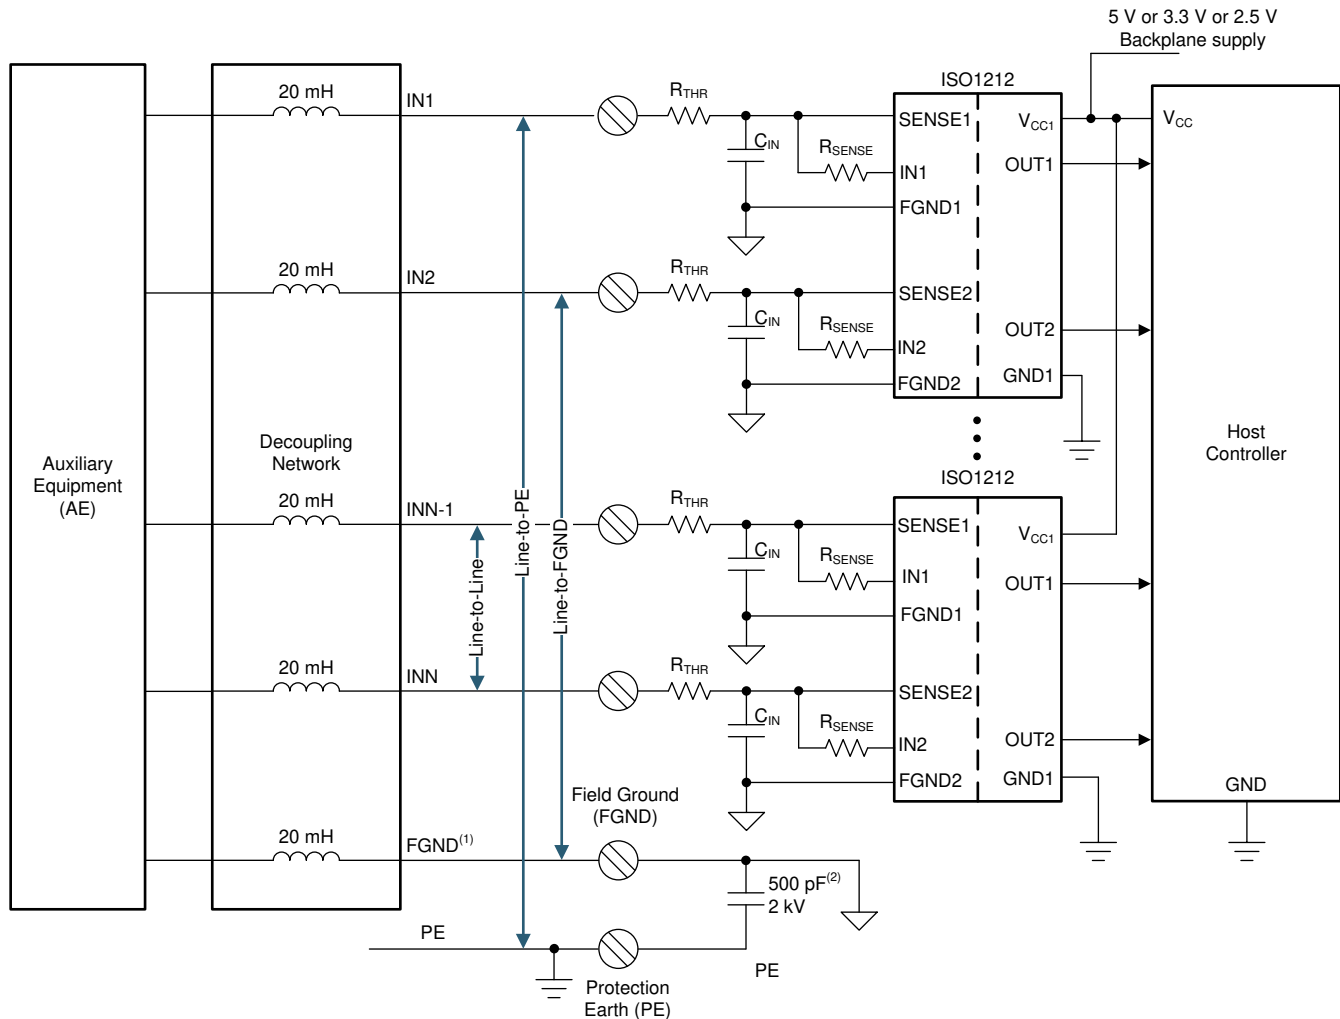 5 V or 3.3 V or 2.5 V
Backplane supply
20 mH
IN1
RTHR
ISO1212
SENSE1
VCC1
VCC
CIN
RSENSE
OUT1
IN1
FGND1
20 mH
IN2
RTHR
SENSE2
CIN
RSENSE
OUT2
IN2
FGND2
GND1
Decoupling
Network
Host
Controller
Auxiliary
Equipment
(AE)
ISO1212
20 mH
INN-1
RTHR
SENSE1
VCC1
Line-to-Line
Line-to-PE
Line-to-FGND
CIN
RSENSE
IN1
OUT1
FGND1
20 mH
INN
RTHR
SENSE2
CIN
RSENSE
IN2
OUT2
FGND2
GND1
GND
Field Ground
(FGND)
20 mH
FGND(1)
500 pF(2)
2 kV
PE
PE
Protection
Earth (PE)